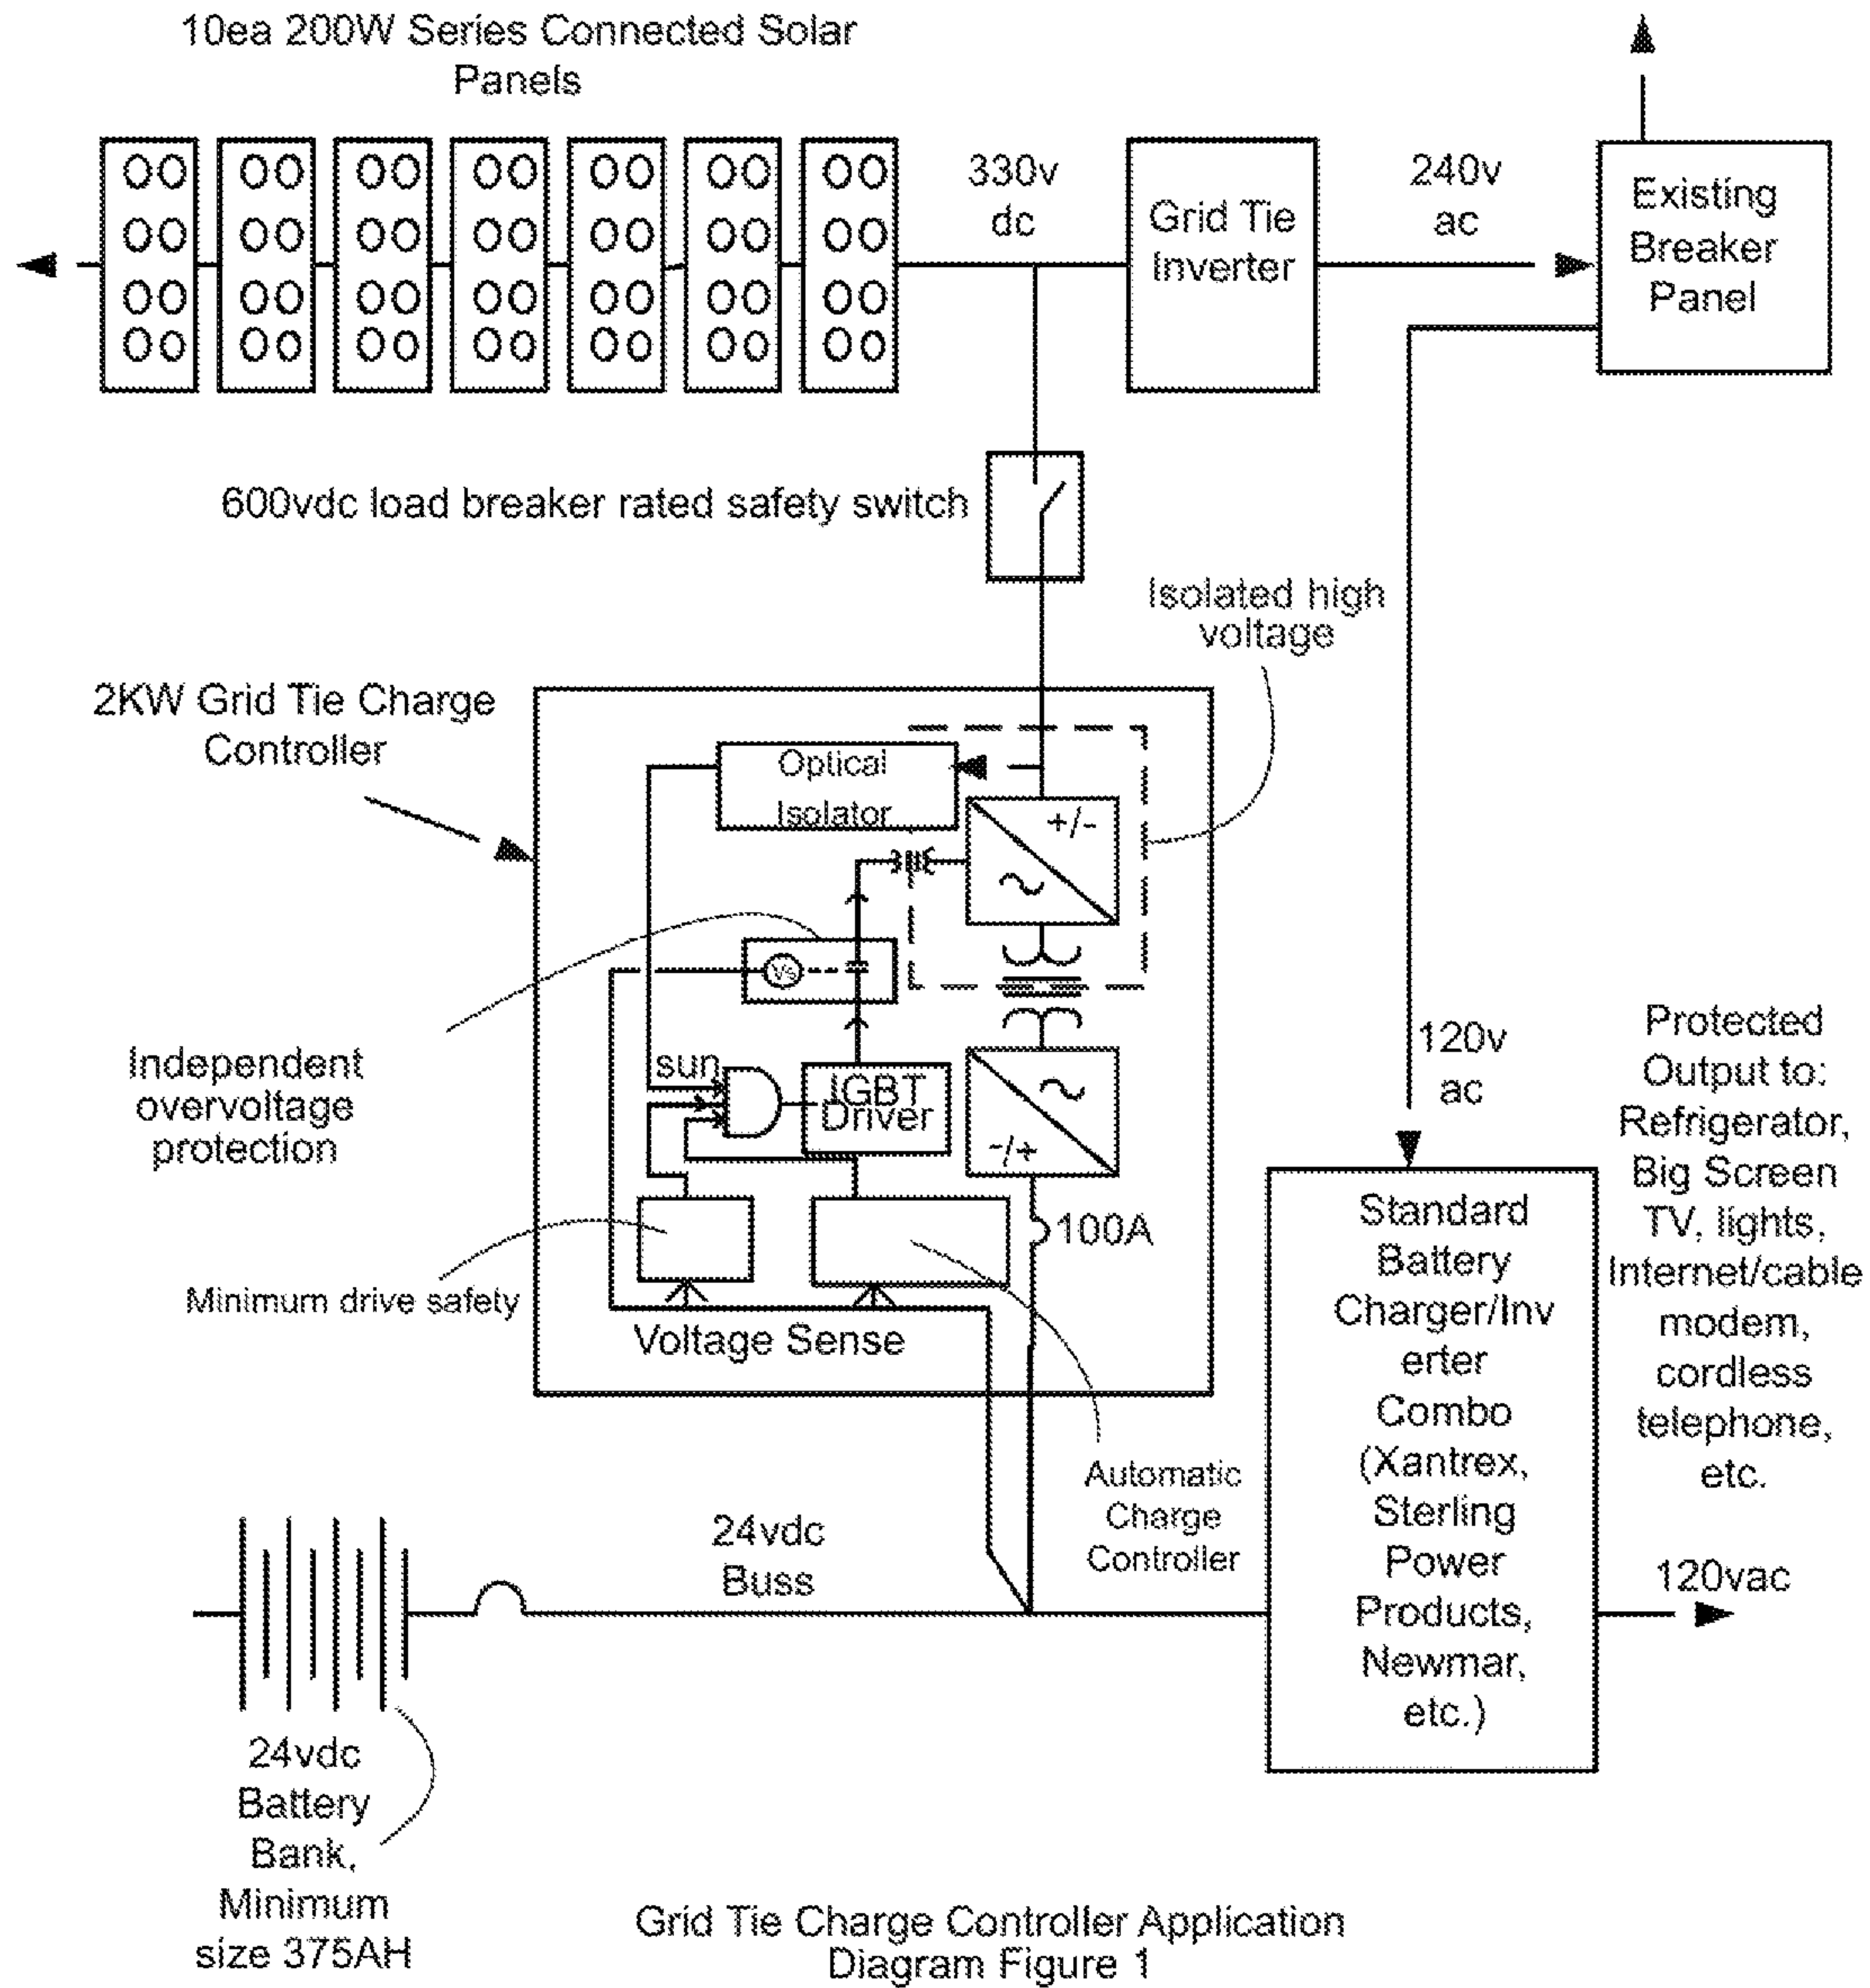 10ea 200W Series Connected Solar
Panels
330v
dc
Grid Tie
Inverter
240v
ac
Existing
Breaker
Panel
600vdc load breaker rated safety switch
Isolated high
voltage
2KW Grid Tie Charge
Controller
Optical
Isolator
+/-
Vs
Independent
overvoltage
protection
sun
IGBT
Driver
-/+
100A
Minimum drive safety
Voltage Sense
Automatic
Charge
Controller
120v
ac
Protected
Output to:
Refrigerator,
Big Screen
TV, lights,
Internet/cable
modem,
cordless
telephone,
etc.
Standard
Battery
Charger/Inv
erter
Combo
(Xantrex,
Sterling
Power
Products,
Newmar,
etc.)
120vac
24vdc
Buss
24vdc
Battery
Bank,
Minimum
size 375AH
Grid Tie Charge Controller Application
Diagram Figure 1